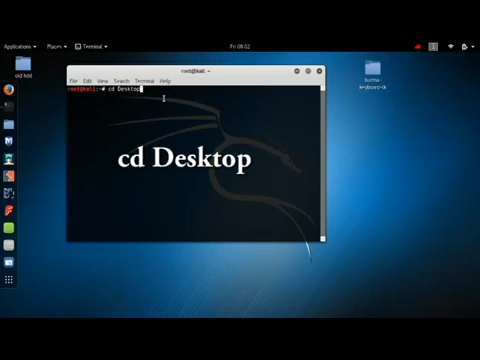 Applications
Places
Terminal
Fri 08:02
old hdd
root@kali: ~
File Edit View Search Terminal Help
root@kali:~# cd Desktop
cd Desktop
burma-
keyboard-tk